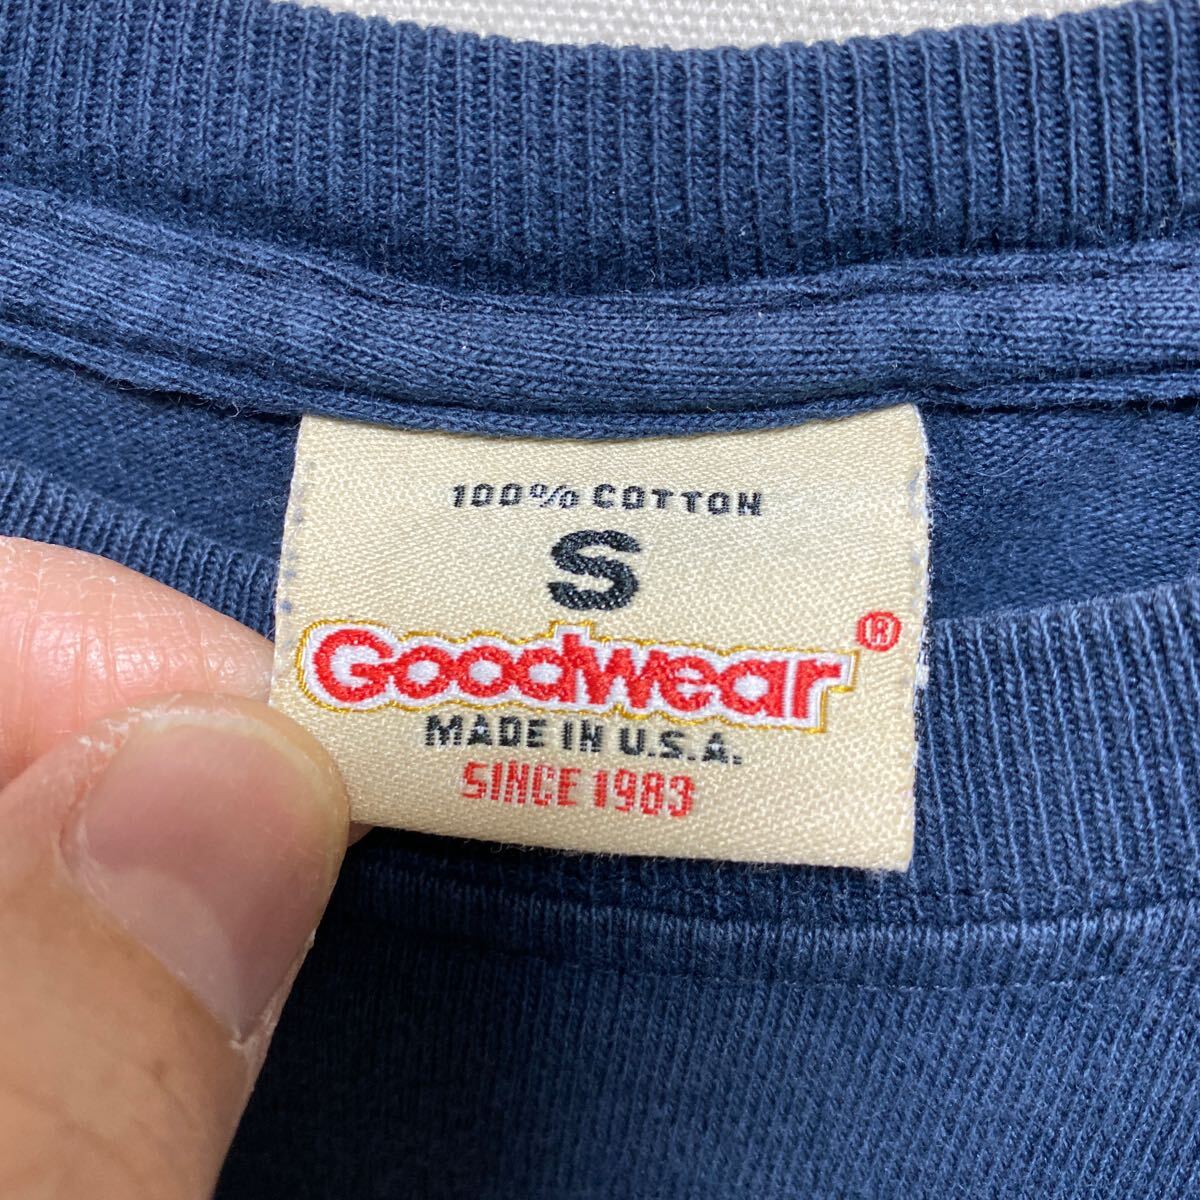 100% COTTON
S
Goodwear®
MADE IN U.S.A.
SINCE 1983